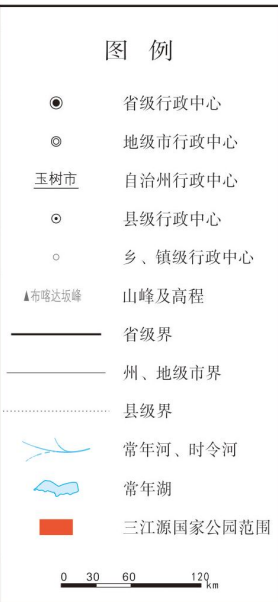 图 例
省级行政中心
地级市行政中心
玉树市 自治州行政中心
县级行政中心
乡、镇级行政中心
布喀达坂峰 山峰及高程
省级界
州、地级市界
县级界
常年河、时令河
常年湖
三江源国家公园范围
0 30 60 120
km